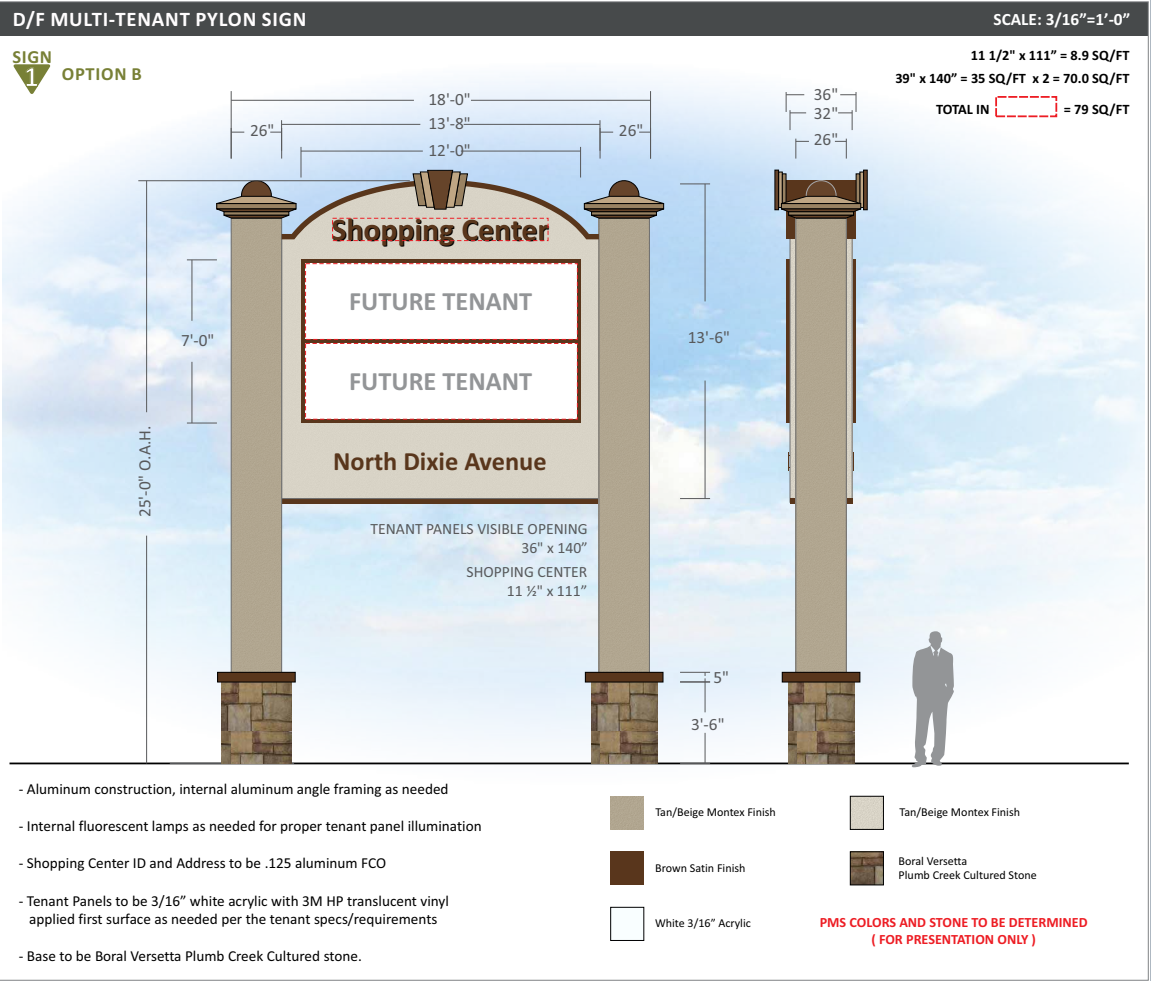 D/F MULTI-TENANT PYLON SIGN
SCALE: 3/16”=1’-0”
SIGN
1
OPTION B
11 1/2" x 111” = 8.9 SQ/FT
39" x 140” = 35 SQ/FT x 2 = 70.0 SQ/FT
TOTAL IN = 79 SQ/FT
18'-0"
13'-8"
26"
26"
12'-0"
36"
32"
26"
Shopping Center
FUTURE TENANT
FUTURE TENANT
North Dixie Avenue
7'-0"
25'-0" O.A.H.
13'-6"
TENANT PANELS VISIBLE OPENING
36" x 140”
SHOPPING CENTER
11 ½" x 111”
5"
3'-6"
- Aluminum construction, internal aluminum angle framing as needed
- Internal fluorescent lamps as needed for proper tenant panel illumination
- Shopping Center ID and Address to be .125 aluminum FCO
- Tenant Panels to be 3/16” white acrylic with 3M HP translucent vinyl
applied first surface as needed per the tenant specs/requirements
- Base to be Boral Versetta Plumb Creek Cultured stone.
Tan/Beige Montex Finish
Tan/Beige Montex Finish
Brown Satin Finish
Boral Versetta
Plumb Creek Cultured Stone
White 3/16” Acrylic
PMS COLORS AND STONE TO BE DETERMINED
( FOR PRESENTATION ONLY )